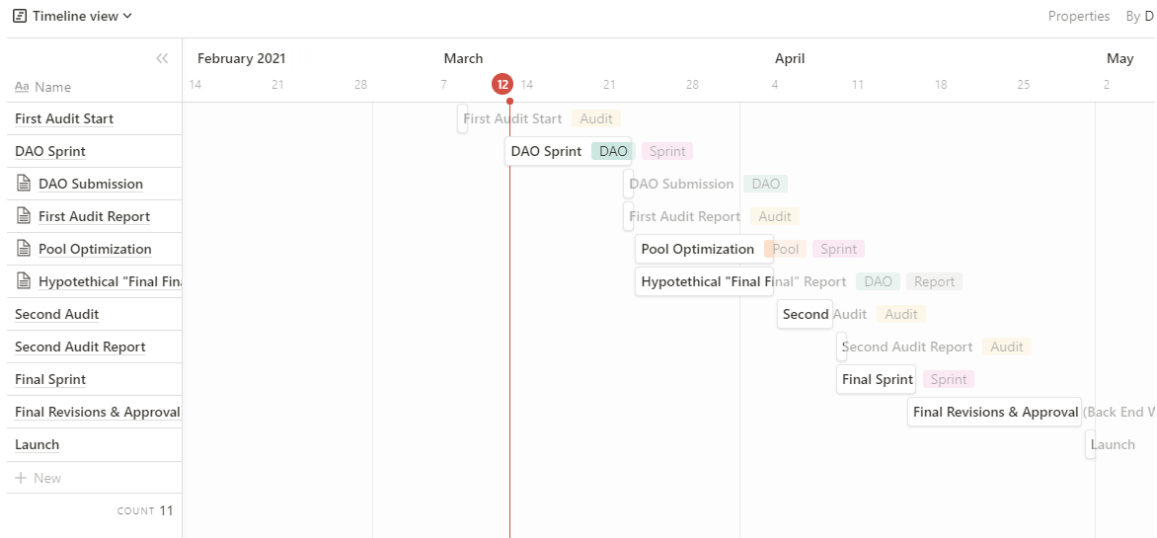 Timeline view
Properties By D
February 2021 March April May
Aa Name
14 21 28 7 12 14 21 28 4 11 18 25 2
First Audit Start First Audit Start Audit
DAO Sprint DAO Sprint DAO Sprint
DAO Submission DAO Submission DAO
First Audit Report First Audit Report Audit
Pool Optimization Pool Optimization Pool Sprint
Hypotethical "Final Fin Hypotethical "Final Final" Report DAO Report
Second Audit Second Audit Audit
Second Audit Report Second Audit Report Audit
Final Sprint Final Sprint Sprint
Final Revisions & Approval Final Revisions & Approval (Back End W
Launch Launch
+ New
COUNT 11